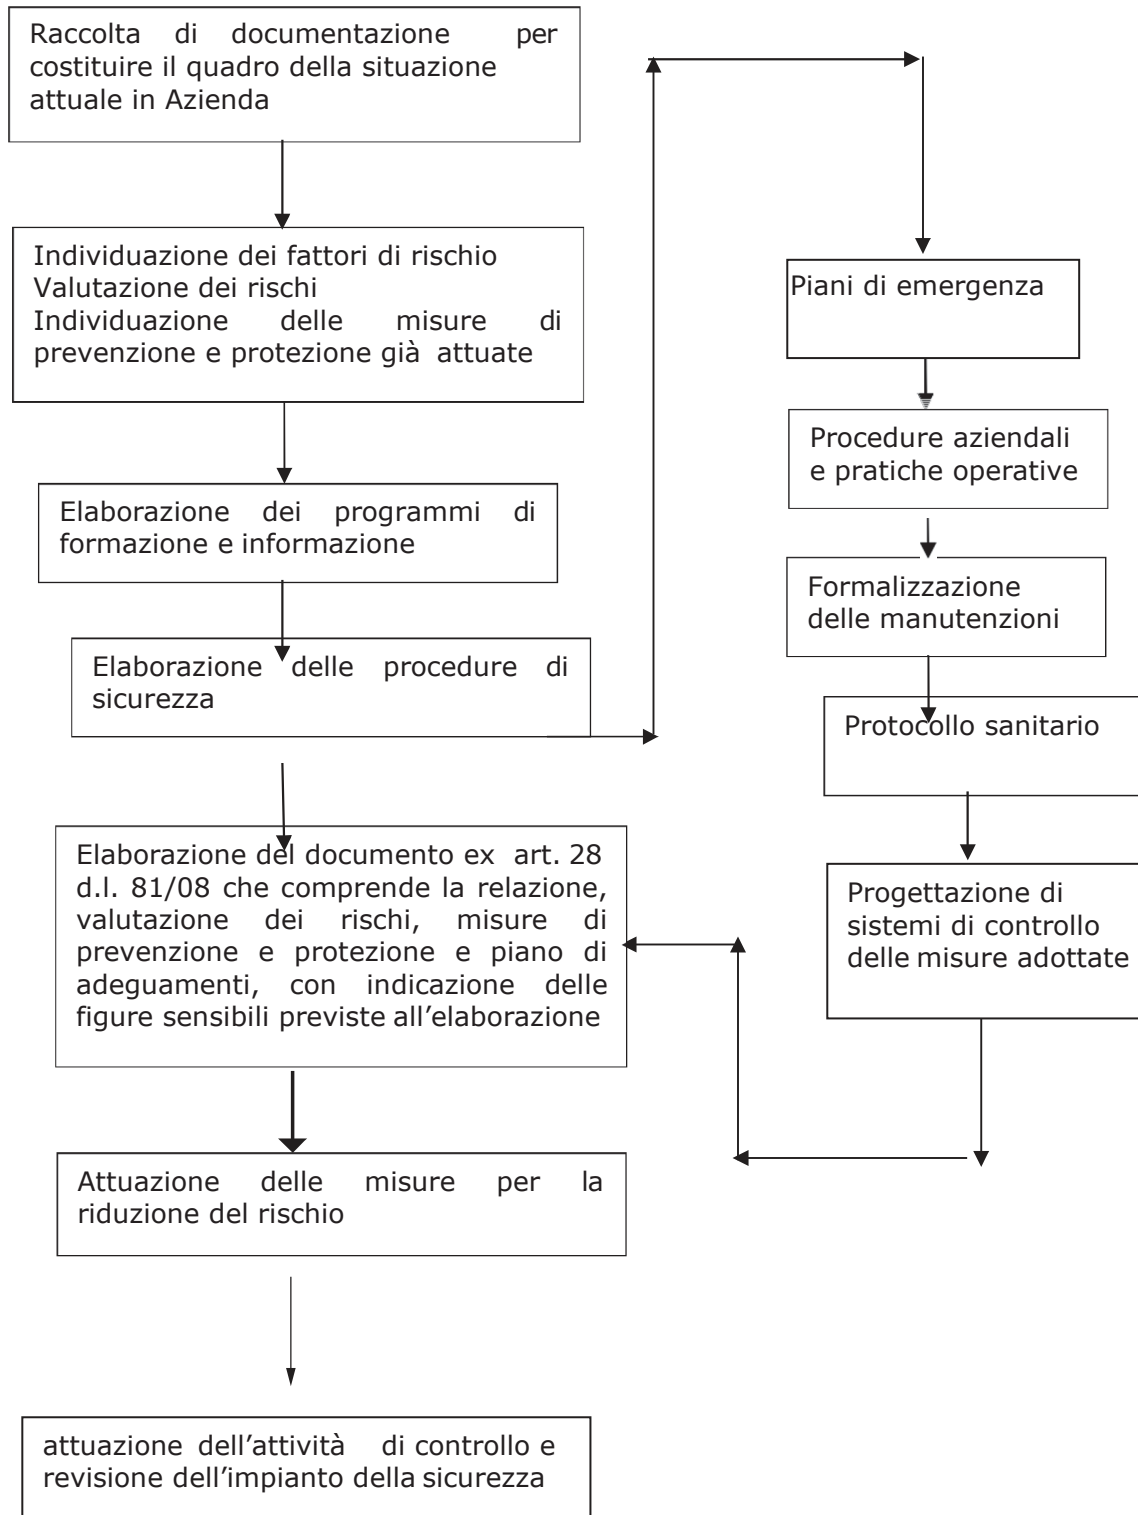 Raccolta di documentazione per
costituire il quadro della situazione
attuale in Azienda
Individuazione dei fattori di rischio
Valutazione dei rischi
Individuazione delle misure di
prevenzione e protezione già attuate
Elaborazione dei programmi di
formazione e informazione
Elaborazione delle procedure di
sicurezza
Elaborazione del documento ex art. 28
d.l. 81/08 che comprende la relazione,
valutazione dei rischi, misure di
prevenzione e protezione e piano di
adeguamenti, con indicazione delle
figure sensibili previste all’elaborazione
Attuazione delle misure per la
riduzione del rischio
attuazione dell’attività di controllo e
revisione dell’impianto della sicurezza
Piani di emergenza
Procedure aziendali
e pratiche operative
Formalizzazione
delle manutenzioni
Protocollo sanitario
Progettazione di
sistemi di controllo
delle misure adottate